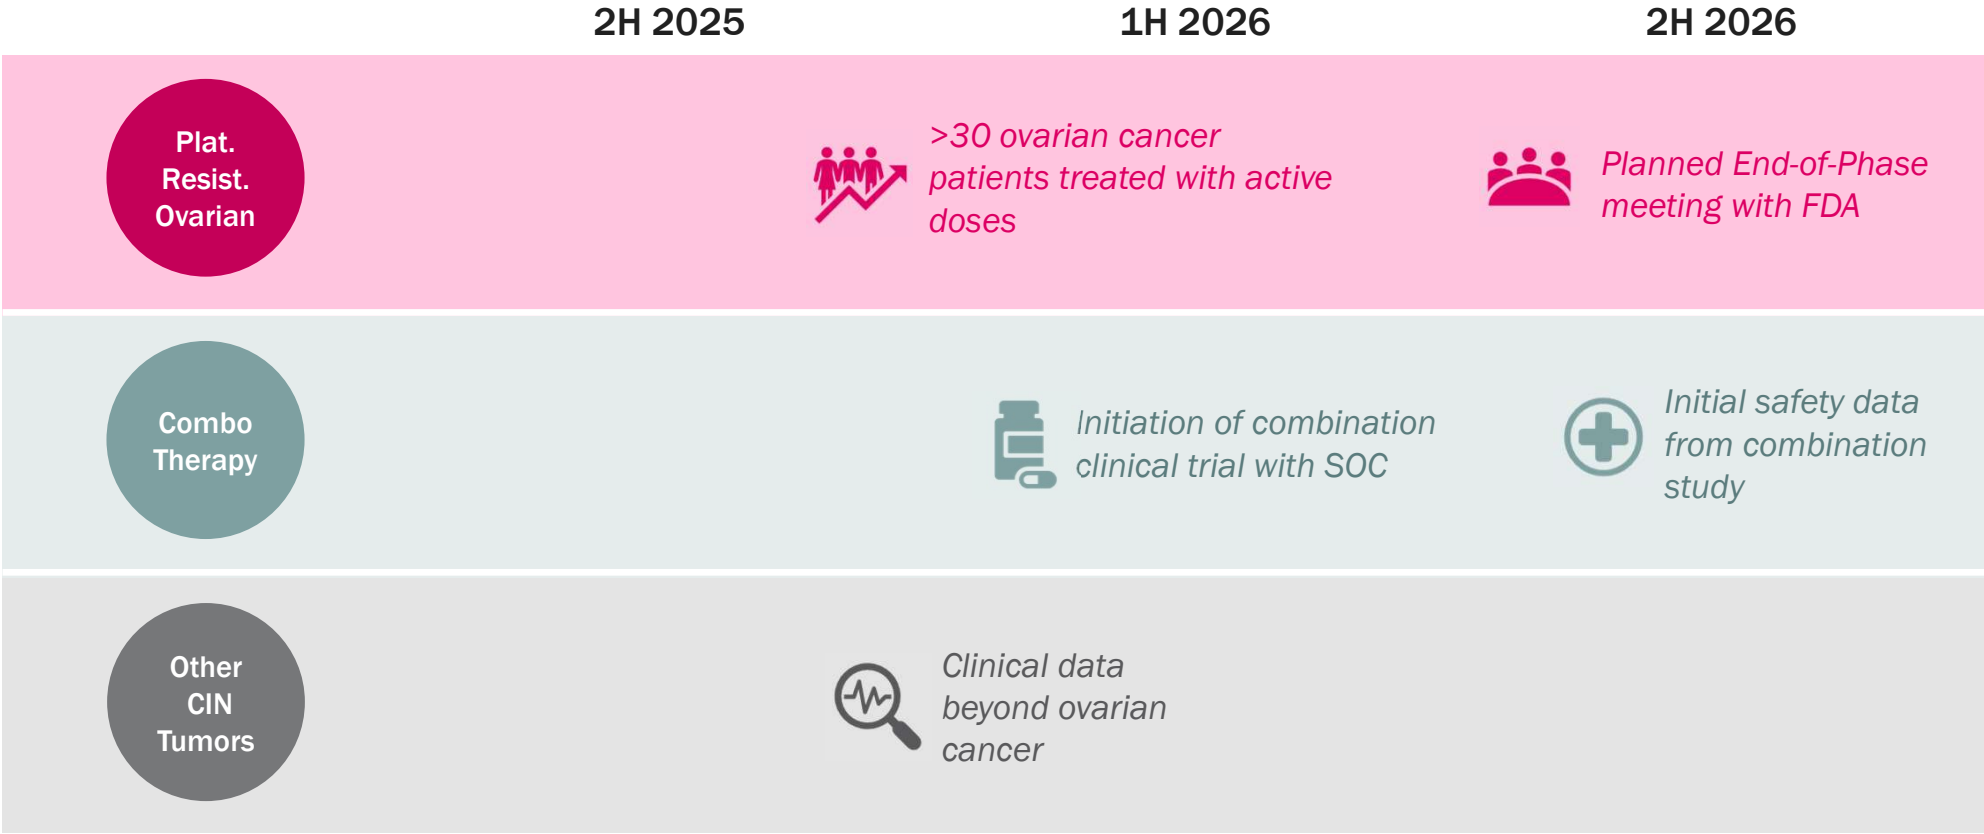 2H 2025
1H 2026
2H 2026
Plat.
Resist.
Ovarian
>30 ovarian cancer
patients treated with active
doses
Planned End-of-Phase
meeting with FDA
Combo
Therapy
Initiation of combination
clinical trial with SOC
Initial safety data
from combination
study
Other
CIN
Tumors
Clinical data
beyond ovarian
cancer